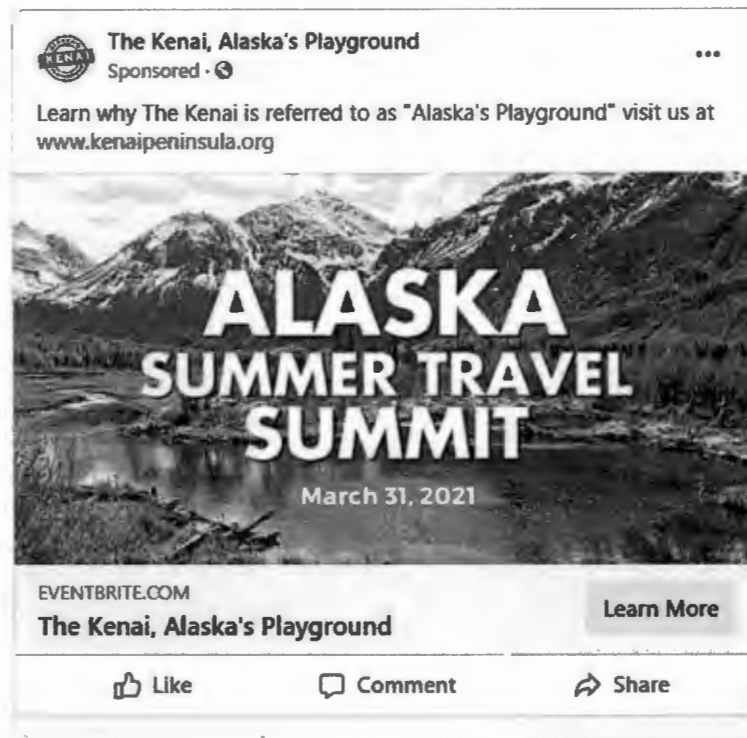 The Kenai, Alaska's Playground
Sponsored ·
KENAI
Learn why The Kenai is referred to as "Alaska's Playground" visit us at
www.kenaipeninsula.org
ALASKA
SUMMER TRAVEL
SUMMIT
March 31, 2021
EVENTBRITE.COM
The Kenai, Alaska's Playground
Learn More
Like
Comment
Share